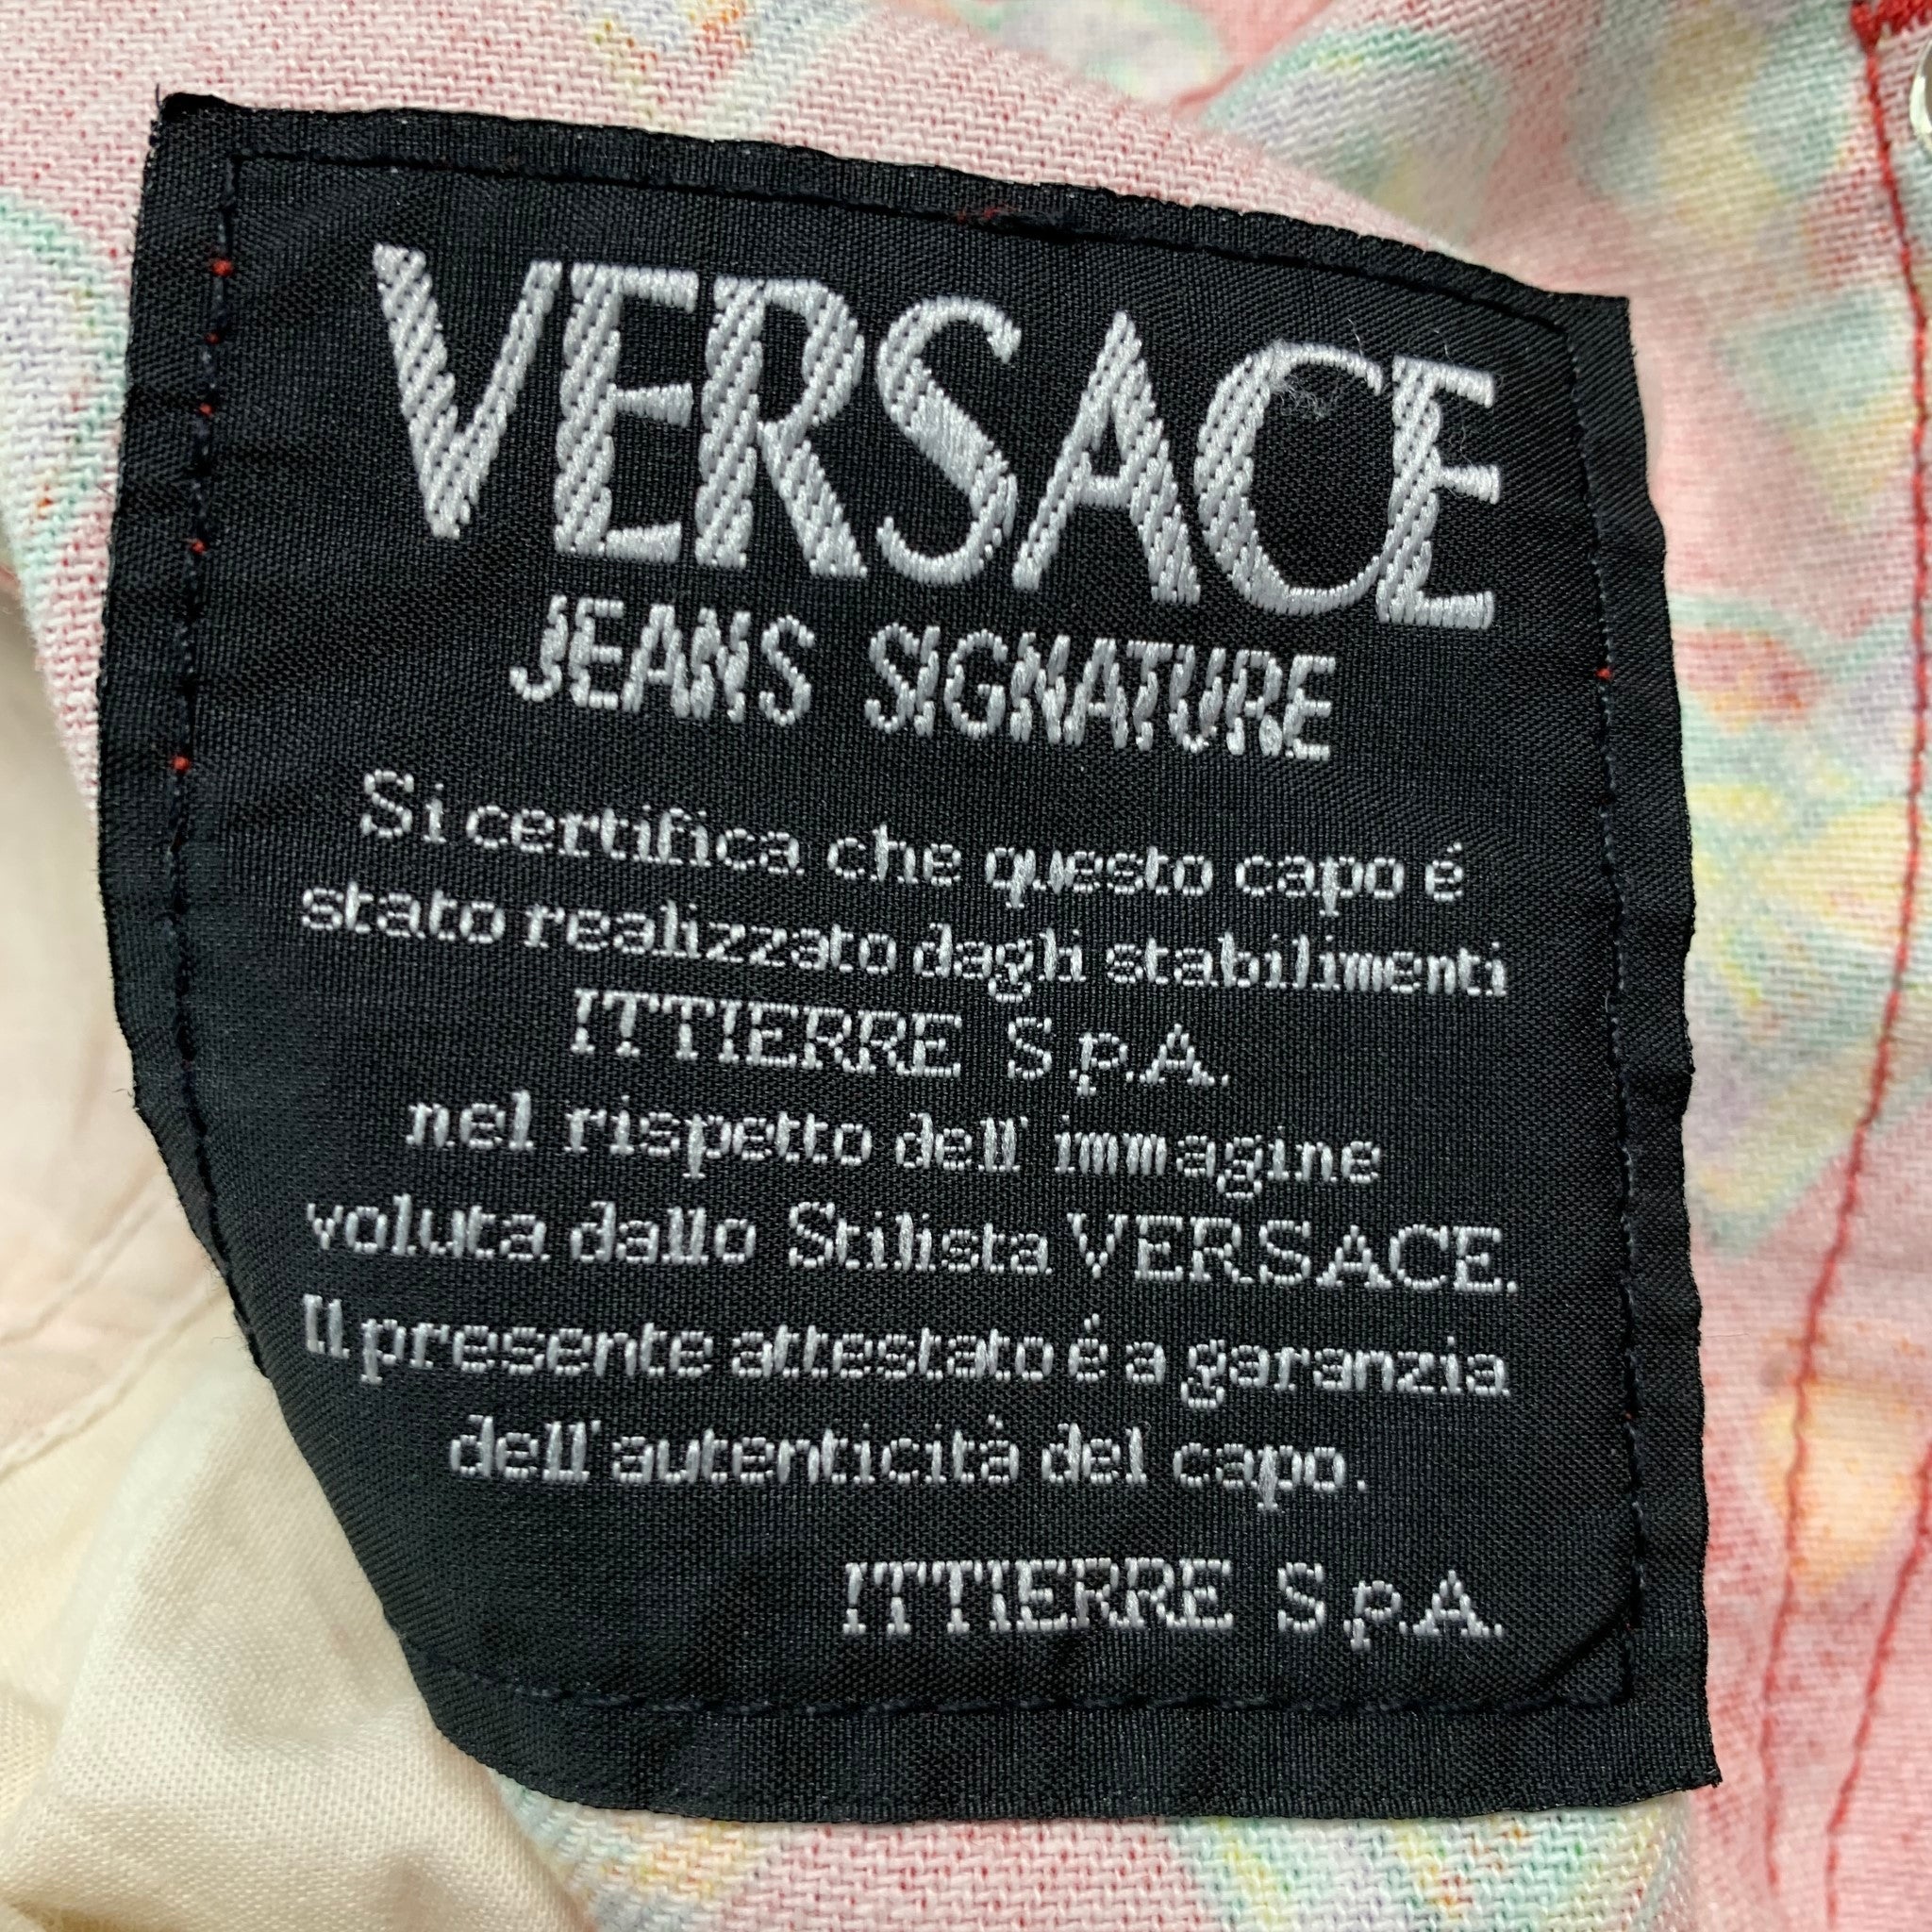 VERSACE
JEANS SIGNATURE
Si certifica che questo capo é
stato realizzato dagli stabilimenti
ITTIERRE S.p.A.
nel rispetto dell' immagine
voluta dallo Stilista VERSACE.
Il presente attestato é a garanzia
dell'autenticità del capo.
ITTIERRE S.p.A.